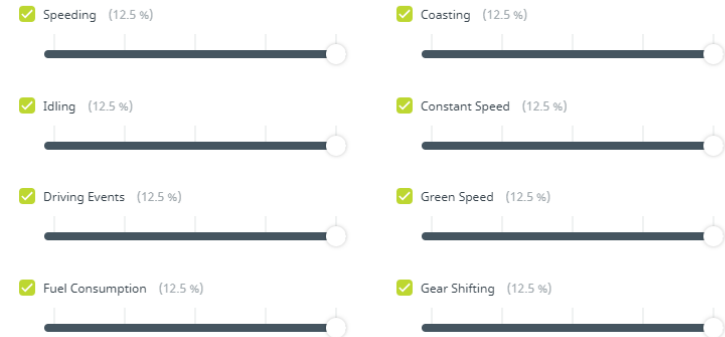 Speeding (12.5 %)
Coasting (12.5 %)
Idling (12.5 %)
Constant Speed (12.5 %)
Driving Events (12.5 %)
Green Speed (12.5 %)
Fuel Consumption (12.5 %)
Gear Shifting (12.5 %)